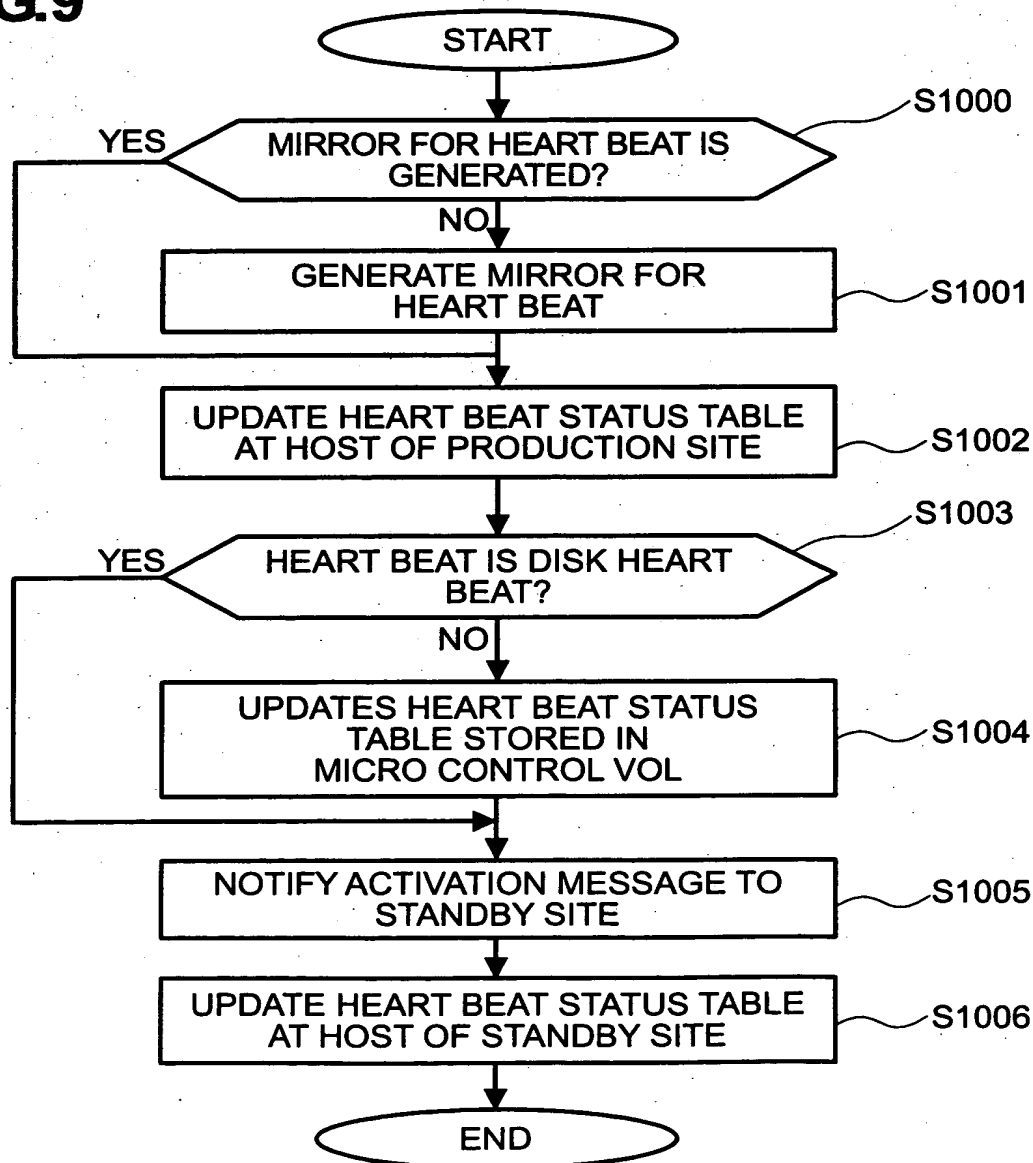 G.9
START
S1000
YES
MIRROR FOR HEART BEAT IS
GENERATED?
NO
GENERATE MIRROR FOR
HEART BEAT
S1001
UPDATE HEART BEAT STATUS TABLE
AT HOST OF PRODUCTION SITE
S1002
S1003
YES
HEART BEAT IS DISK HEART
BEAT?
NO
UPDATES HEART BEAT STATUS
TABLE STORED IN
MICRO CONTROL VOL
S1004
NOTIFY ACTIVATION MESSAGE TO
STANDBY SITE
S1005
UPDATE HEART BEAT STATUS TABLE
AT HOST OF STANDBY SITE
S1006
END